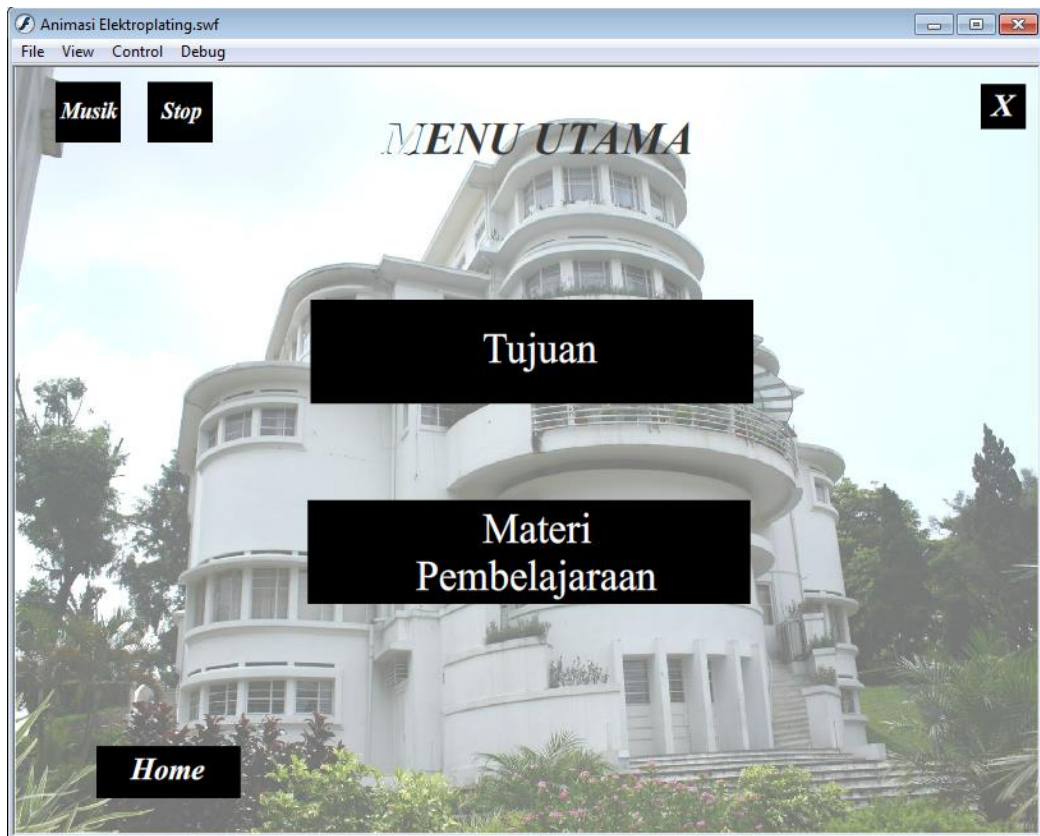 Animasi Elektroplating.swf
File View Control Debug
Musik Stop X
MENU UTAMA
Tujuan
Materi
Pembelajaraan
Home